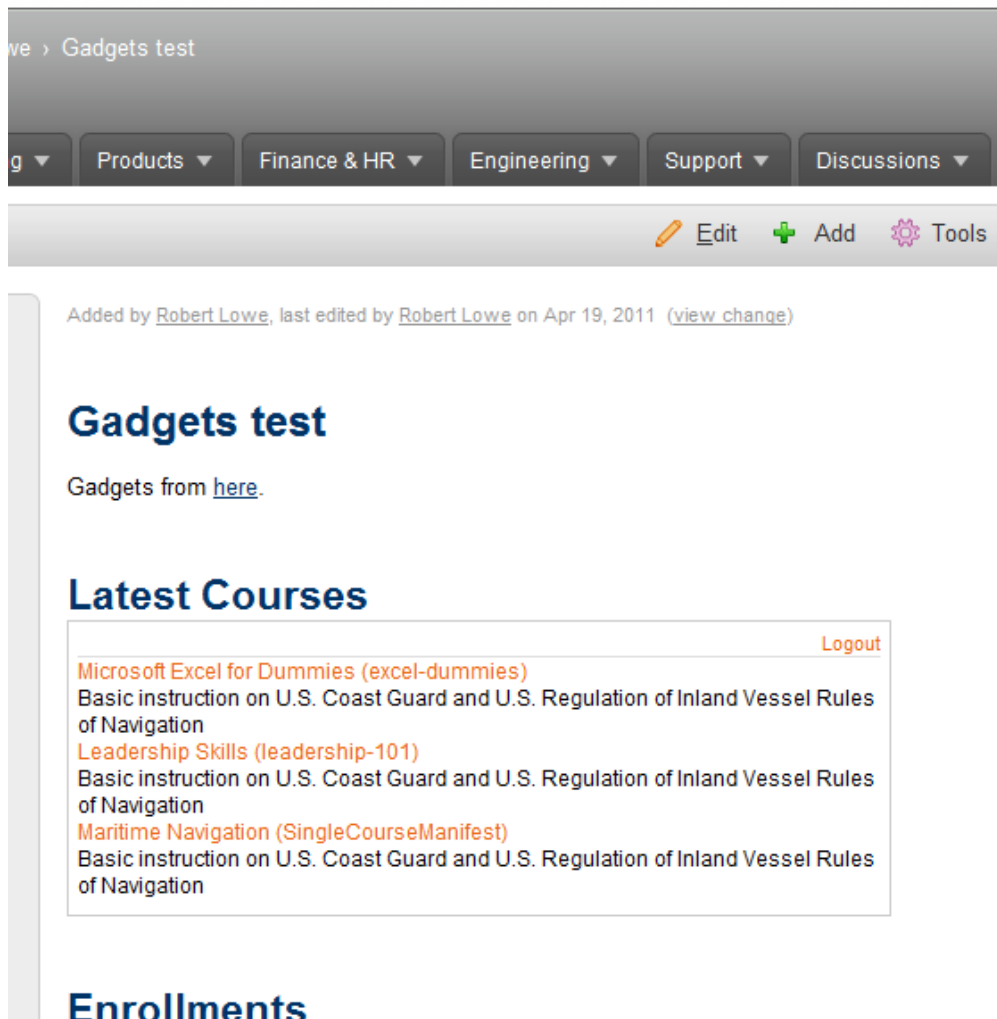 we › Gadgets test
g Products Finance & HR Engineering Support Discussions
Edit Add Tools
Added by Robert Lowe, last edited by Robert Lowe on Apr 19, 2011 (view change)
Gadgets test
Gadgets from here.
Latest Courses
Logout
Microsoft Excel for Dummies (excel-dummies)
Basic instruction on U.S. Coast Guard and U.S. Regulation of Inland Vessel Rules
of Navigation
Leadership Skills (leadership-101)
Basic instruction on U.S. Coast Guard and U.S. Regulation of Inland Vessel Rules
of Navigation
Maritime Navigation (SingleCourseManifest)
Basic instruction on U.S. Coast Guard and U.S. Regulation of Inland Vessel Rules
of Navigation
Enrollments